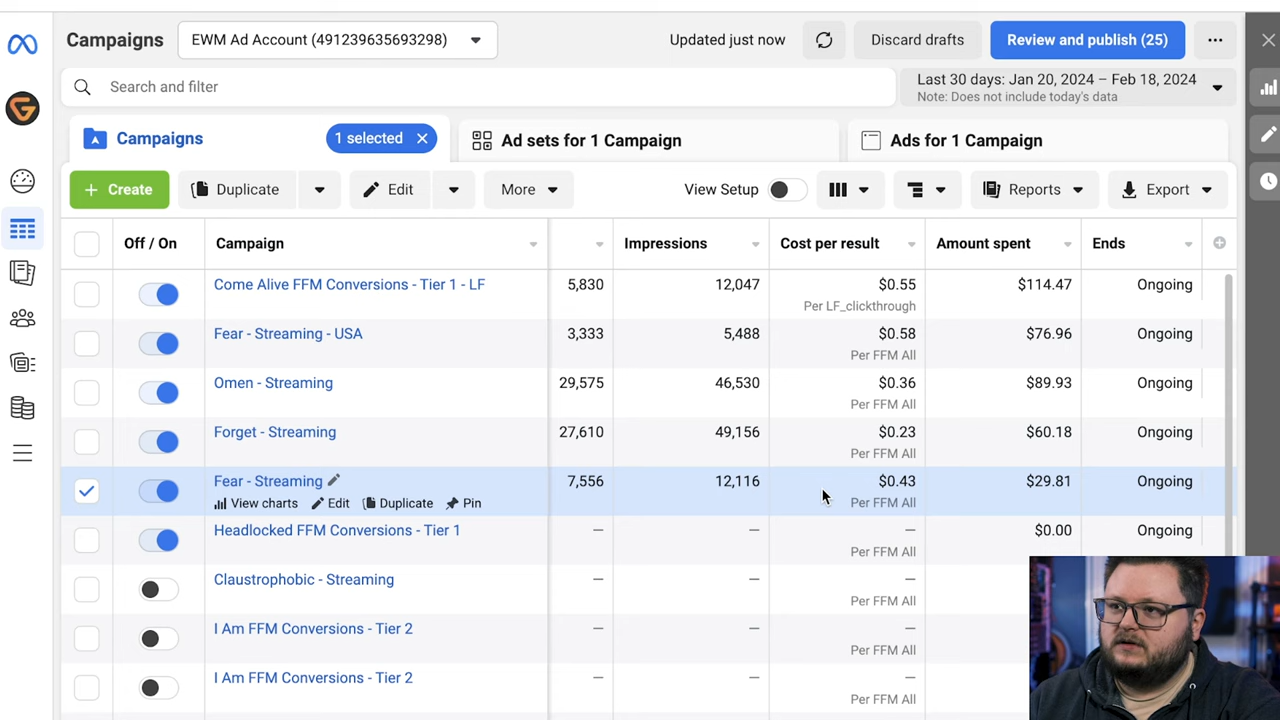 Campaigns
EWM Ad Account (491239635693298)
Updated just now
Discard drafts
Review and publish (25)
Search and filter
Last 30 days: Jan 20, 2024 – Feb 18, 2024
Note: Does not include today's data
Campaigns
1 selected
Ad sets for 1 Campaign
Ads for 1 Campaign
+ Create
Duplicate
Edit
More
View Setup
Reports
Export
Off / On
Campaign
Impressions
Cost per result
Amount spent
Ends
Come Alive FFM Conversions - Tier 1 - LF
5,830
12,047
$0.55
$114.47
Ongoing
Per LF_clickthrough
Fear - Streaming - USA
3,333
5,488
$0.58
$76.96
Ongoing
Per FFM All
Omen - Streaming
29,575
46,530
$0.36
$89.93
Ongoing
Per FFM All
Forget - Streaming
27,610
49,156
$0.23
$60.18
Ongoing
Per FFM All
Fear - Streaming
7,556
12,116
$0.43
$29.81
Ongoing
View charts
Edit
Duplicate
Pin
Per FFM All
Headlocked FFM Conversions - Tier 1
—
—
—
$0.00
Ongoing
Per FFM All
Claustrophobic - Streaming
—
—
—
Per FFM All
I Am FFM Conversions - Tier 2
—
—
—
Per FFM All
I Am FFM Conversions - Tier 2
—
—
—
Per FFM All